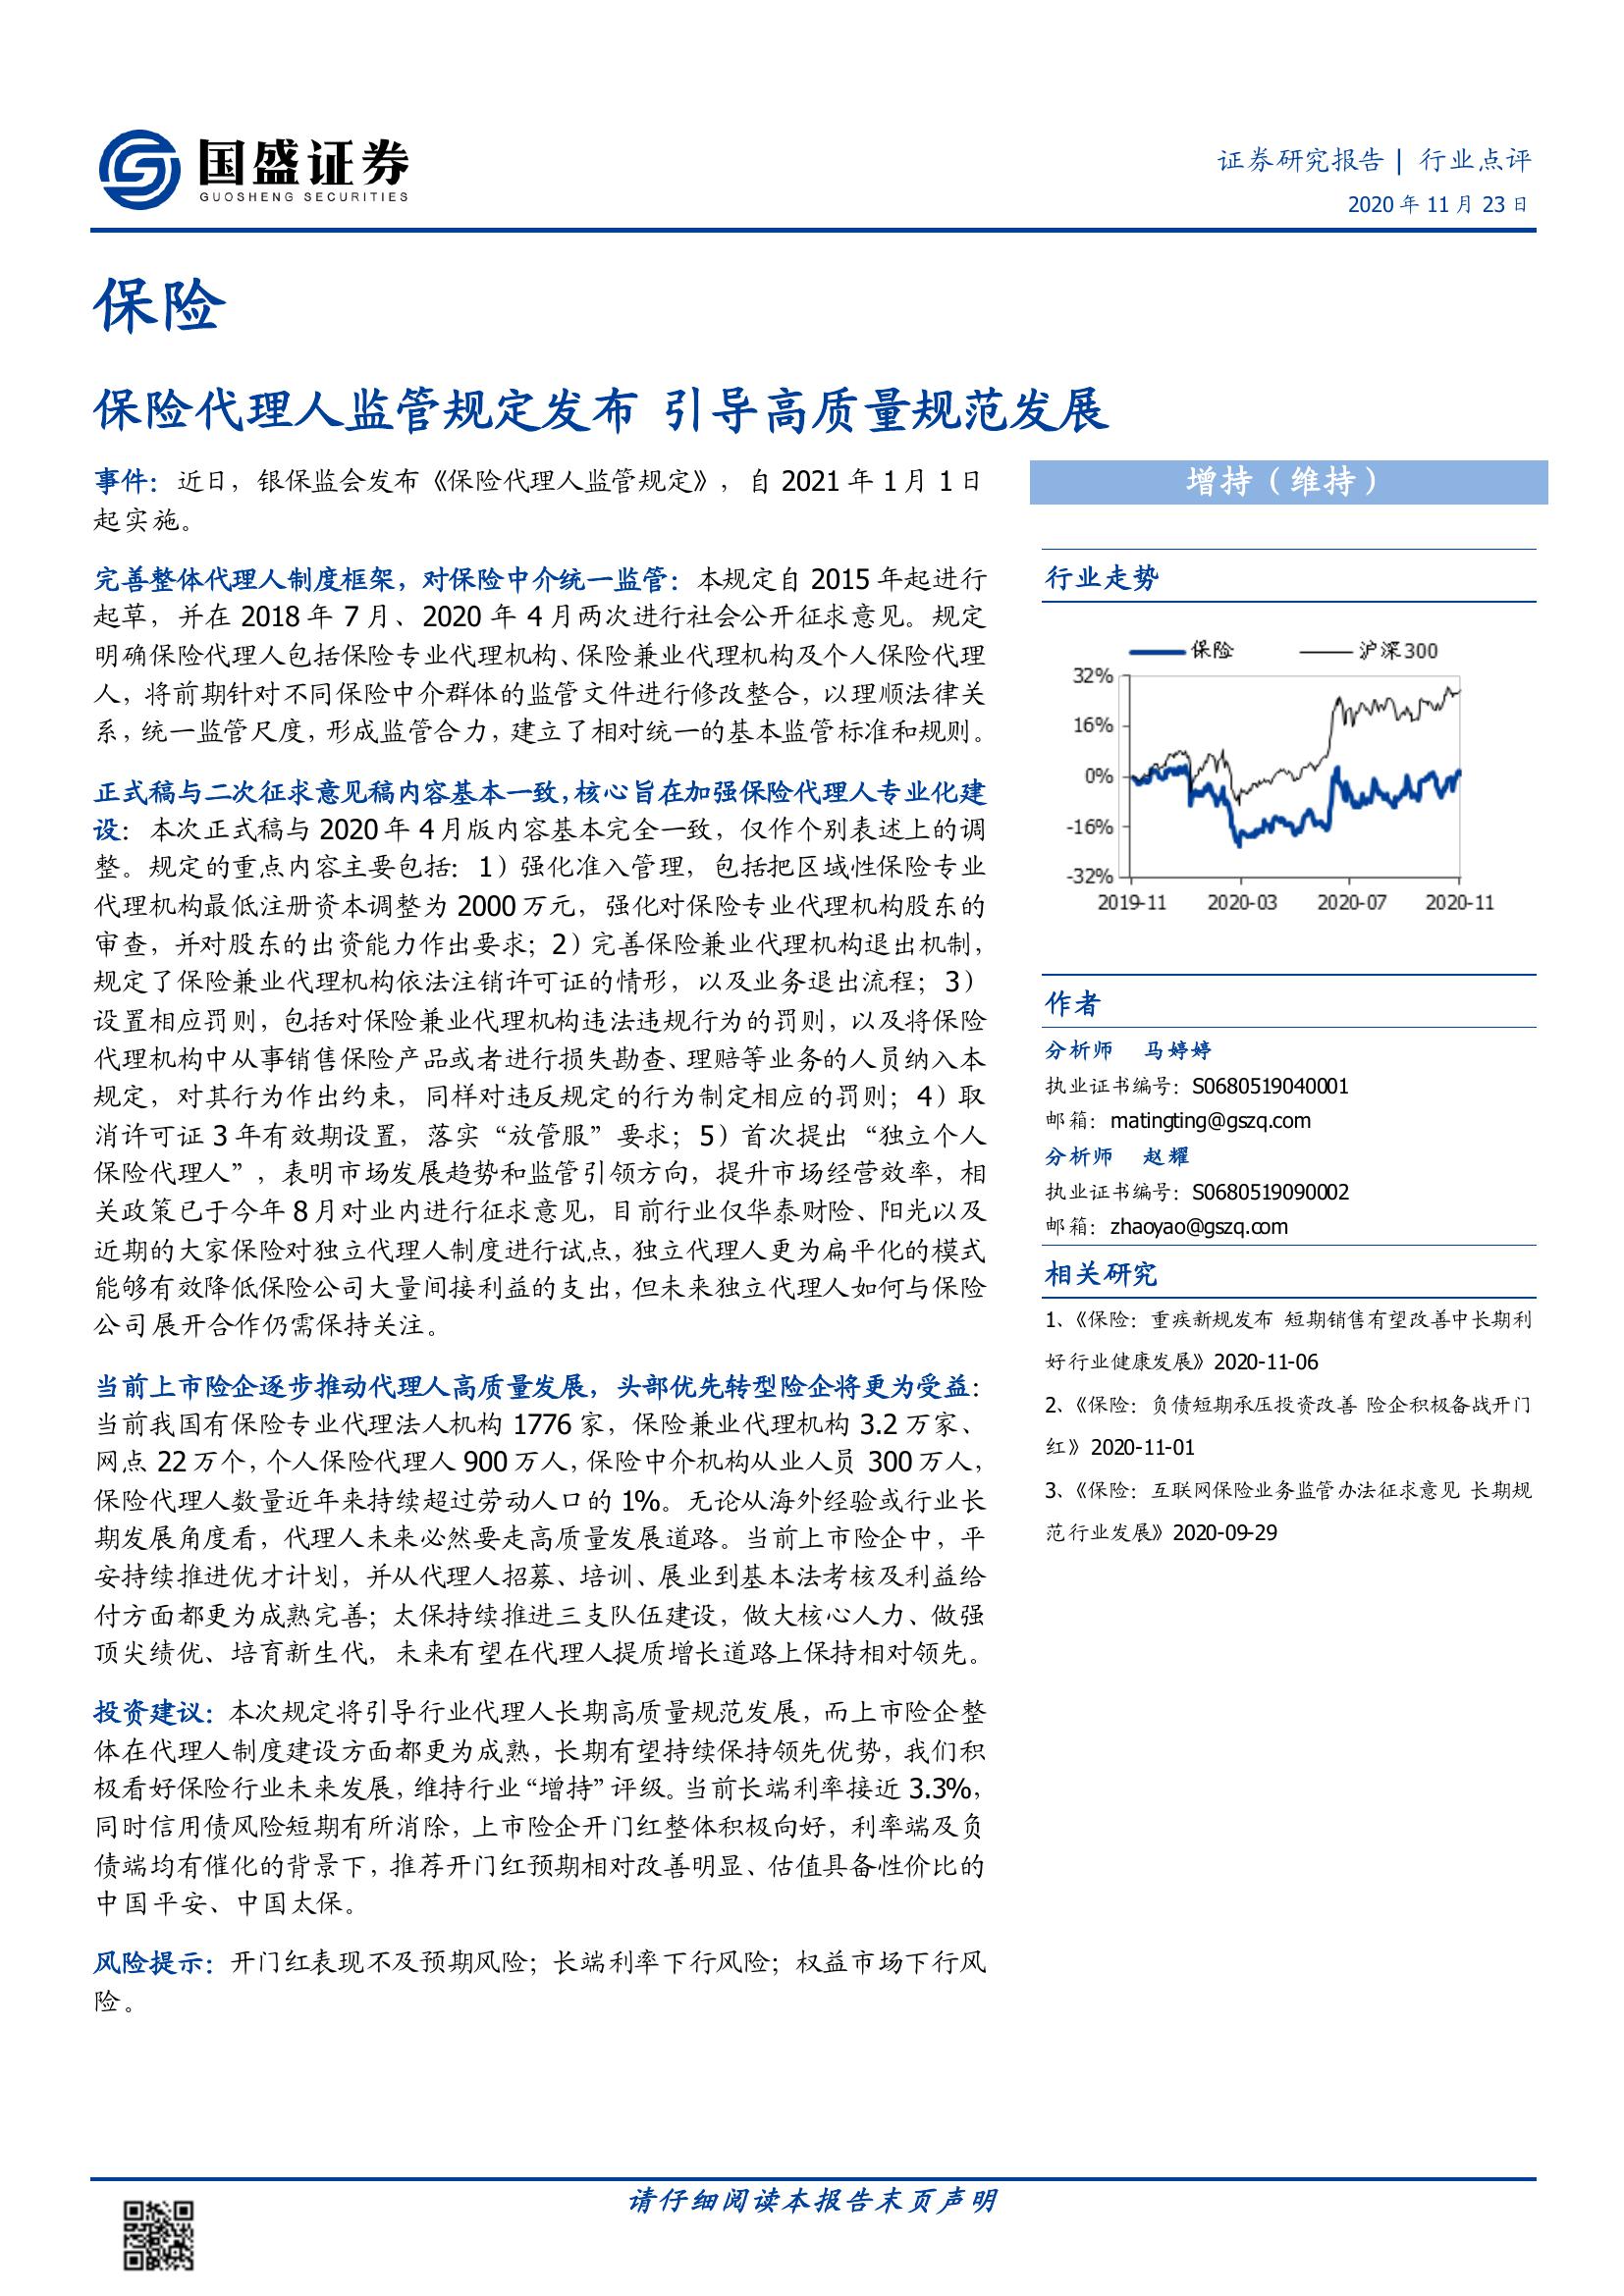 国盛证券
GUOSHENG SECURITIES
证券研究报告| 行业点评
2020 年 11 月 23 日
保险
保险代理人监管规定发布 引导高质量规范发展
事件：近日，银保监会发布《保险代理人监管规定》，自 2021 年 1 月 1 日
起实施。
完善整体代理人制度框架，对保险中介统一监管：本规定自 2015 年起进行
起草，并在 2018 年 7 月、2020 年 4 月两次进行社会公开征求意见。规定
明确保险代理人包括保险专业代理机构、保险兼业代理机构及个人保险代理
人，将前期针对不同保险中介群体的监管文件进行修改整合，以理顺法律关
系，统一监管尺度，形成监管合力，建立了相对统一的基本监管标准和规则。
正式稿与二次征求意见稿内容基本一致，核心旨在加强保险代理人专业化建
设：本次正式稿与 2020 年 4 月版内容基本完全一致，仅作个别表述上的调
整。规定的重点内容主要包括：1）强化准入管理，包括把区域性保险专业
代理机构最低注册资本调整为 2000 万元，强化对保险专业代理机构股东的
审查，并对股东的出资能力作出要求；2）完善保险兼业代理机构退出机制，
规定了保险兼业代理机构依法注销许可证的情形，以及业务退出流程；3）
设置相应罚则，包括对保险兼业代理机构违法违规行为的罚则，以及将保险
代理机构中从事销售保险产品或者进行损失勘查、理赔等业务的人员纳入本
规定，对其行为作出约束，同样对违反规定的行为制定相应的罚则；4）取
消许可证 3 年有效期设置，落实“放管服”要求；5）首次提出“独立个人
保险代理人”，表明市场发展趋势和监管引领方向，提升市场经营效率，相
关政策已于今年 8 月对业内进行征求意见，目前行业仅华泰财险、阳光以及
近期的大家保险对独立代理人制度进行试点，独立代理人更为扁平化的模式
能够有效降低保险公司大量间接利益的支出，但未来独立代理人如何与保险
公司展开合作仍需保持关注。
当前上市险企逐步推动代理人高质量发展，头部优先转型险企将更为受益：
当前我国有保险专业代理法人机构 1776 家，保险兼业代理机构 3.2 万家、
网点 22 万个，个人保险代理人 900 万人，保险中介机构从业人员 300 万人，
保险代理人数量近年来持续超过劳动人口的 1%。无论从海外经验或行业长
期发展角度看，代理人未来必然要走高质量发展道路。当前上市险企中，平
安持续推进优才计划，并从代理人招募、培训、展业到基本法考核及利益给
付方面都更为成熟完善；太保持续推进三支队伍建设，做大核心人力、做强
顶尖绩优、培育新生代，未来有望在代理人提质增长道路上保持相对领先。
投资建议：本次规定将引导行业代理人长期高质量规范发展，而上市险企整
体在代理人制度建设方面都更为成熟，长期有望持续保持领先优势，我们积
极看好保险行业未来发展，维持行业“增持”评级。当前长端利率接近 3.3%，
同时信用债风险短期有所消除，上市险企开门红整体积极向好，利率端及负
债端均有催化的背景下，推荐开门红预期相对改善明显、估值具备性价比的
中国平安、中国太保。
风险提示：开门红表现不及预期风险；长端利率下行风险；权益市场下行风
险。
增持（维持）
行业走势
保险 沪深300
32%
16%
0%
-16%
-32%
2019-11 2020-03 2020-07 2020-11
作者
分析师 马婷婷
执业证书编号：S0680519040001
邮箱：matingting@gszq.com
分析师 赵耀
执业证书编号：S0680519090002
邮箱：zhaoyao@gszq.com
相关研究
1、《保险：重疾新规发布 短期销售有望改善中长期利
好行业健康发展》2020-11-06
2、《保险：负债短期承压投资改善 险企积极备战开门
红》2020-11-01
3、《保险：互联网保险业务监管办法征求意见 长期规
范行业发展》2020-09-29
请仔细阅读本报告末页声明